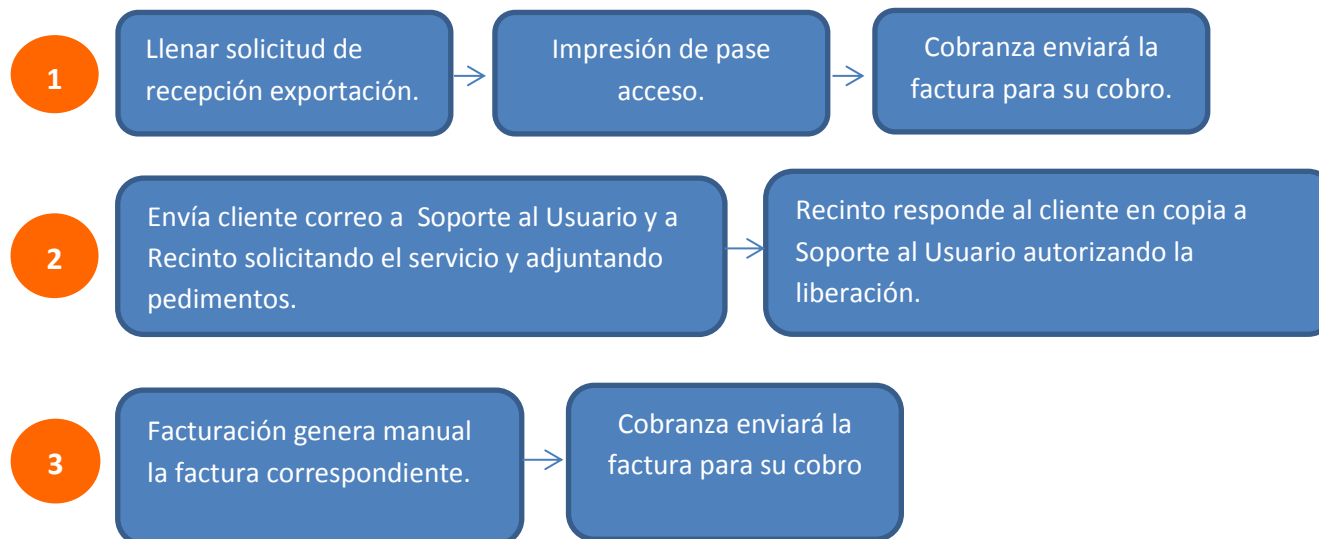 1
Llenar solicitud de
recepción exportación.
Impresión de pase
acceso.
Cobranza enviará la
factura para su cobro.
2
Envía cliente correo a  Soporte al Usuario y a
Recinto solicitando el servicio y adjuntando
pedimentos.
Recinto responde al cliente en copia a
Soporte al Usuario autorizando la
liberación.
3
Facturación genera manual
la factura correspondiente.
Cobranza enviará la
factura para su cobro